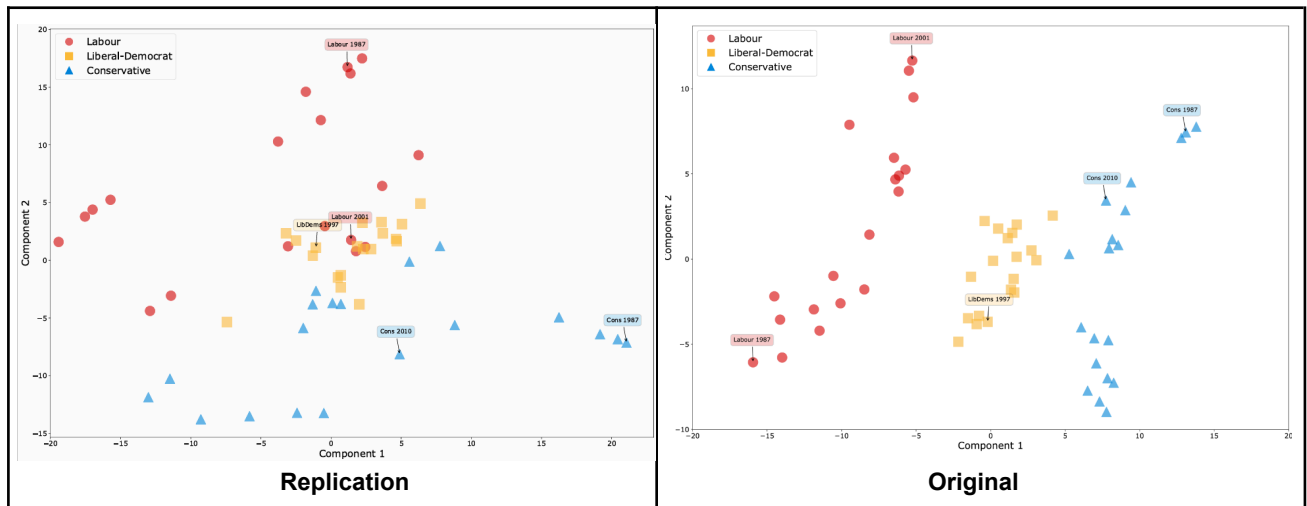 Labour
Liberal-Democrat
Conservative
Labour 1987
LibDems 1997
Labour 2001
Cons 2010
Cons 1987
Component 2
20
15
10
5
0
−5
−10
−15
−20
−15
−10
−5
0
5
10
15
20
Component 1
Replication
Labour
Liberal-Democrat
Conservative
Labour 2001
Cons 1987
Cons 2010
LibDems 1997
Labour 1987
Component 2
10
5
0
−5
−10
−20
−15
−10
−5
0
5
10
15
20
Component 1
Original